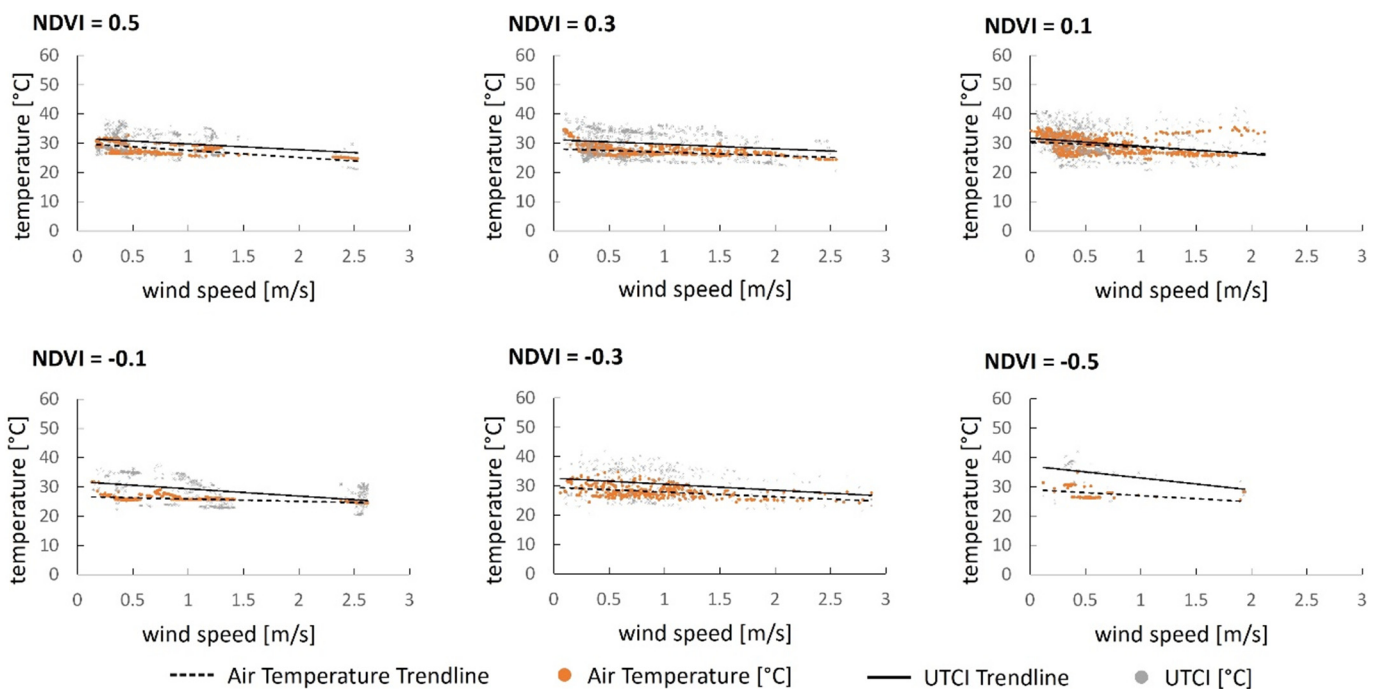 NDVI = 0.5
60
50
40
30
20
10
0
temperature [°C]
0 0.5 1 1.5 2 2.5 3
wind speed [m/s]
NDVI = 0.3
60
50
40
30
20
10
0
temperature [°C]
0 0.5 1 1.5 2 2.5 3
wind speed [m/s]
NDVI = 0.1
60
50
40
30
20
10
0
temperature [°C]
0 0.5 1 1.5 2 2.5 3
wind speed [m/s]
NDVI = -0.1
60
50
40
30
20
10
0
temperature [°C]
0 0.5 1 1.5 2 2.5 3
wind speed [m/s]
NDVI = -0.3
60
50
40
30
20
10
0
temperature [°C]
0 0.5 1 1.5 2 2.5 3
wind speed [m/s]
NDVI = -0.5
60
50
40
30
20
10
0
temperature [°C]
0 0.5 1 1.5 2 2.5 3
wind speed [m/s]
Air Temperature Trendline Air Temperature [°C] UTCI Trendline UTCI [°C]